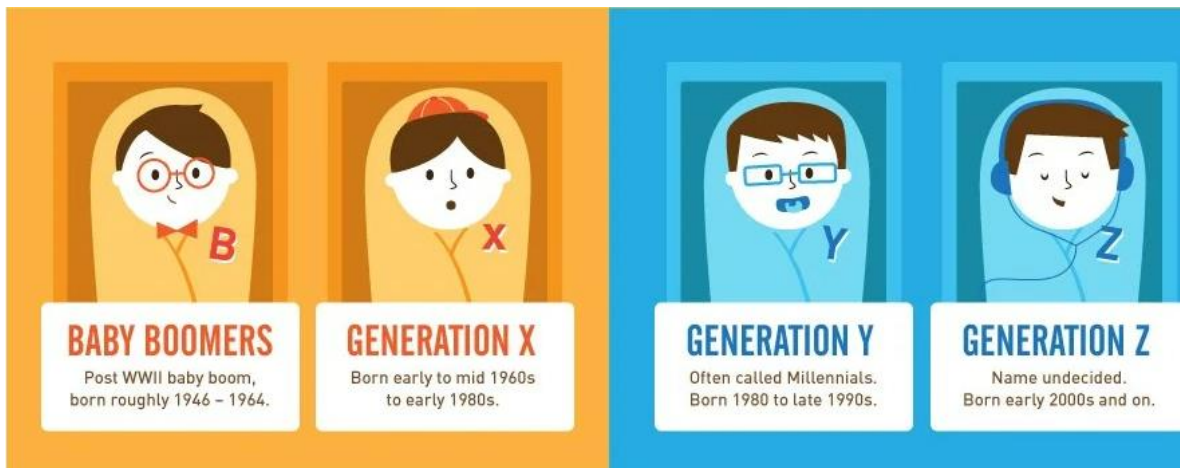 B
BABY BOOMERS
Post WWII baby boom,
born roughly 1946 – 1964.
X
GENERATION X
Born early to mid 1960s
to early 1980s.
Y
GENERATION Y
Often called Millennials.
Born 1980 to late 1990s.
Z
GENERATION Z
Name undecided.
Born early 2000s and on.